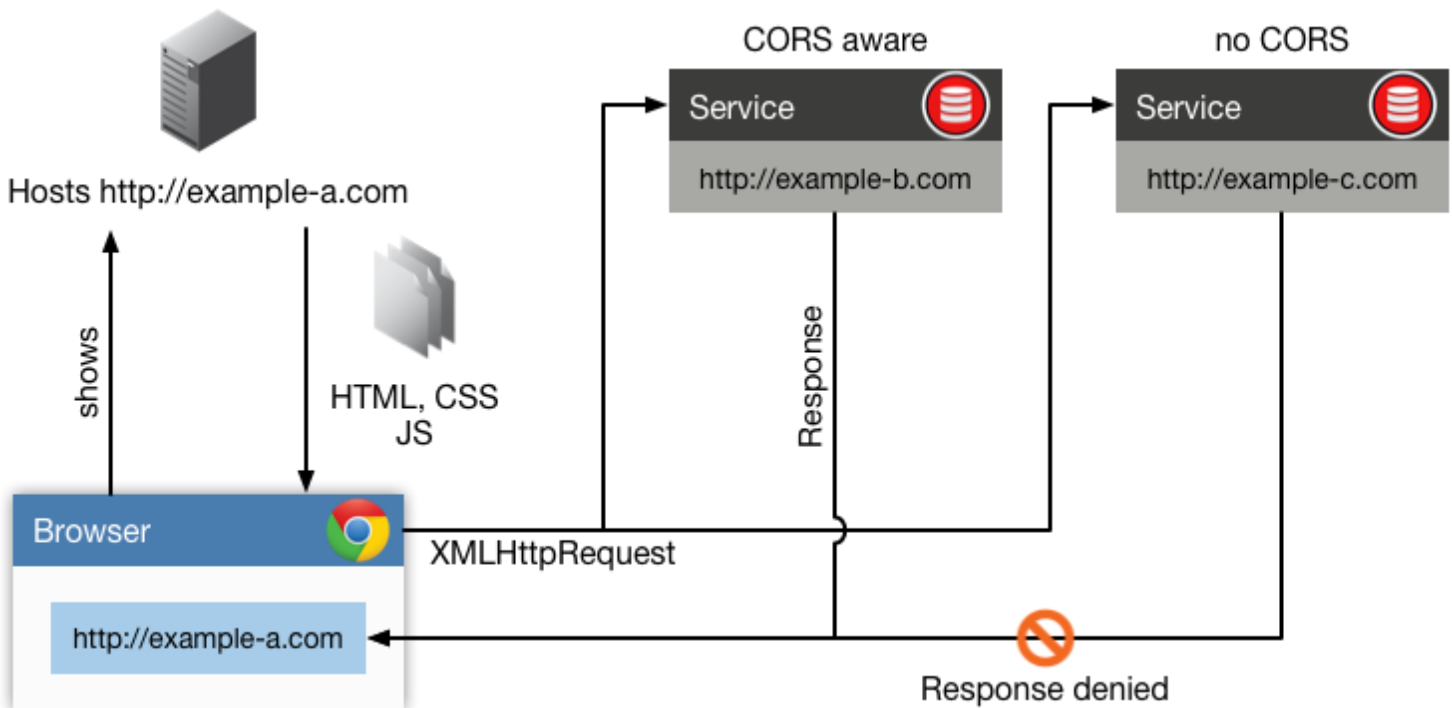 CORS aware
no CORS
Service
Service
http://example-b.com
http://example-c.com
Hosts http://example-a.com
shows
HTML, CSS
JS
Response
Browser
XMLHttpRequest
http://example-a.com
Response denied